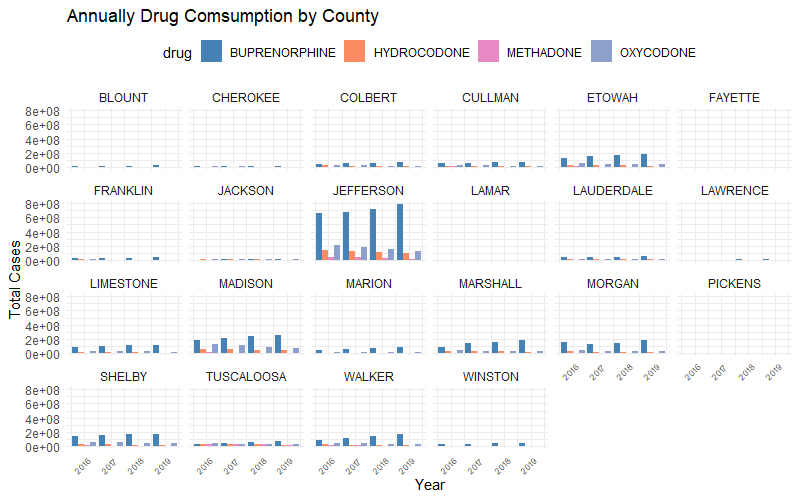 Annually Drug Comsumption by County
drug BUPRENORPHINE HYDROCODONE METHADONE OXYCODONE
BLOUNT CHEROKEE COLBERT CULLMAN ETOWAH FAYETTE
8e+08
6e+08
4e+08
2e+08
0e+00
FRANKLIN JACKSON JEFFERSON LAMAR LAUDERDALE LAWRENCE
8e+08
6e+08
4e+08
2e+08
0e+00
Total Cases
LIMESTONE MADISON MARION MARSHALL MORGAN PICKENS
8e+08
6e+08
4e+08
2e+08
0e+00
2016 2017 2018 2019 2016 2017 2018 2019
SHELBY TUSCALOOSA WALKER WINSTON
8e+08
6e+08
4e+08
2e+08
0e+00
2016 2017 2018 2019 2016 2017 2018 2019 2016 2017 2018 2019 2016 2017 2018 2019
Year